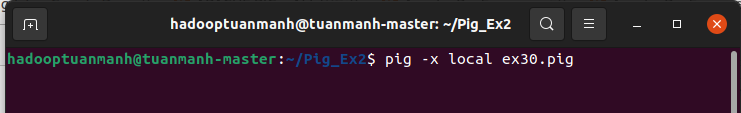 hadooptuanmanh@tuanmanh-master: ~/Pig_Ex2
hadooptuanmanh@tuanmanh-master:~/Pig_Ex2$ pig -x local ex30.pig